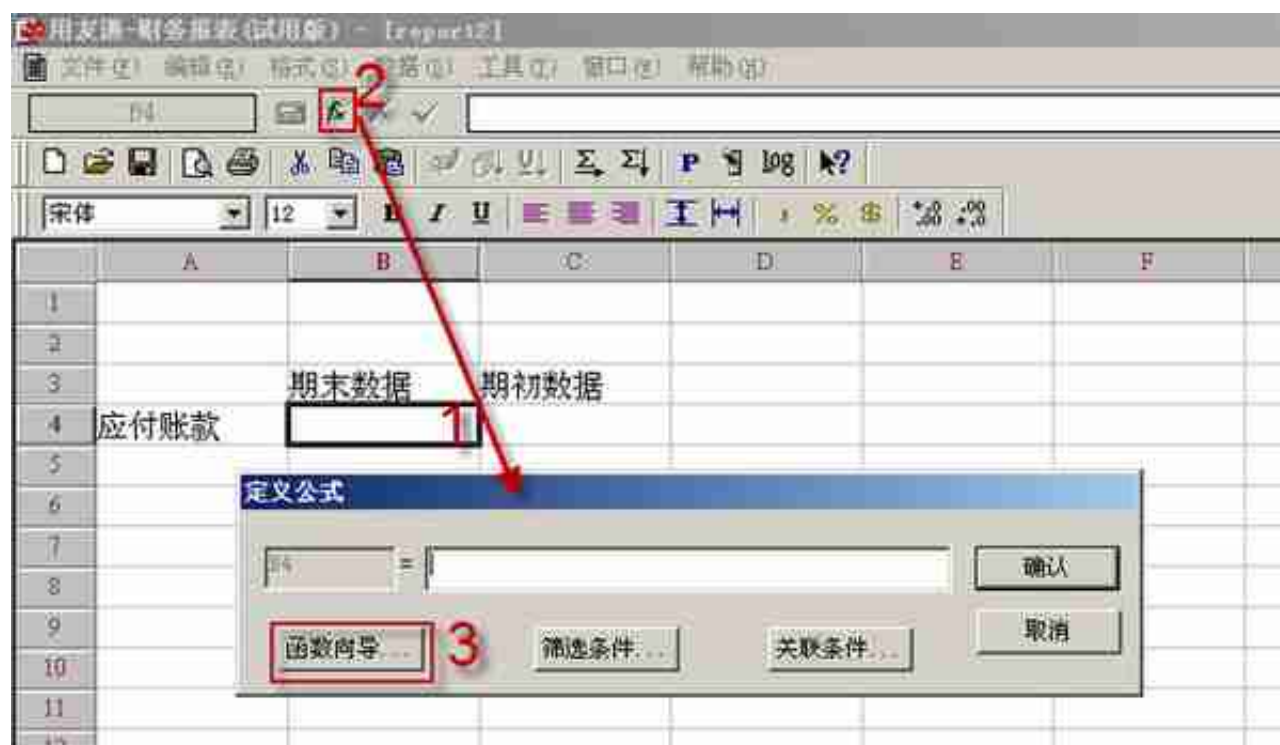 用友通-财务报表(试用版) - [report2]
文件(F) 编辑(E) 格式(S) 数据(D) 工具(T) 窗口(W) 帮助(H)
B4 fx 2
P log
宋体 12 B I U % $
A B C D E F
1
2
3 期末数据 期初数据
4 应付账款 1
5
6 定义公式
7 B4 = 确认
8
9 函数向导... 3 筛选条件... 关联条件... 取消
10
11
12